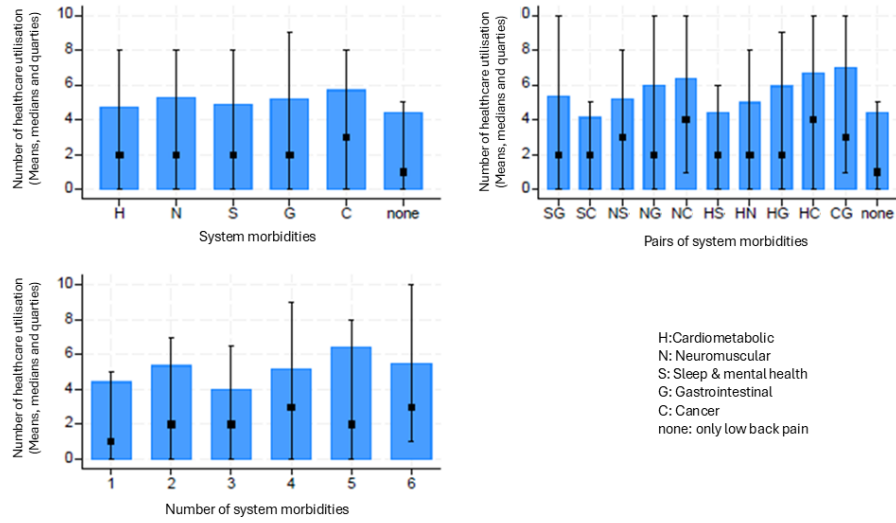 Number of healthcare utilisation
(Means, medians and quarties)
10
8
6
4
2
0
H N S G C none
System morbidities
Number of healthcare utilisation
(Means, medians and quarties)
0
8
6
4
2
0
SG SC NS NG NC HS HN HG HC CG none
Pairs of system morbidities
Number of healthcare utilisation
(Means, medians and quarties)
10
8
6
4
2
0
1 2 3 4 5 6
Number of system morbidities
H:Cardiometabolic
N: Neuromuscular
S: Sleep & mental health
G: Gastrointestinal
C: Cancer
none: only low back pain